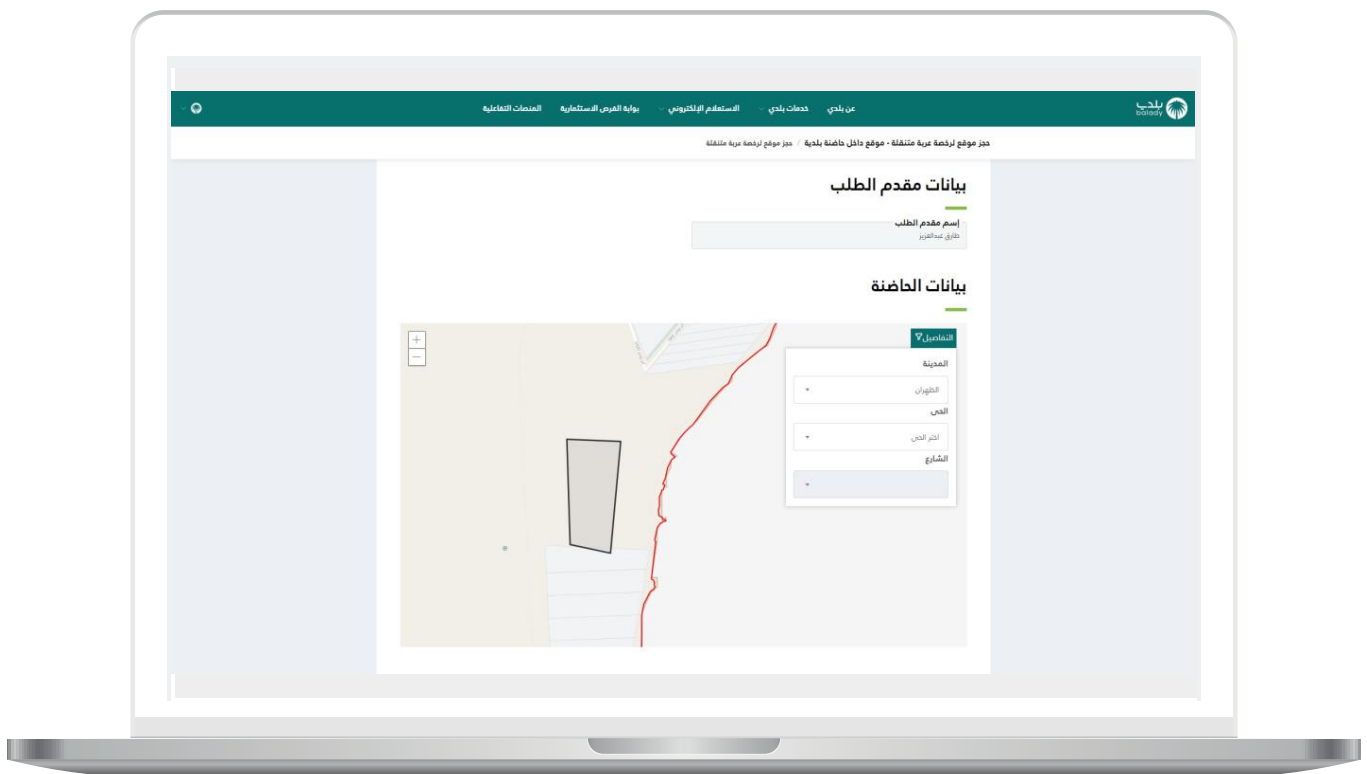 بلدي
balady
عن بلدي
خدمات بلدي
الاستعلام الإلكتروني
بوابة الفرص الاستثمارية
المنصات التفاعلية
حجز موقع لرخصة عربة متنقلة - موقع داخل حاضنة بلدية / حجز موقع لرخصة عربة متنقلة
بيانات مقدم الطلب
إسم مقدم الطلب
طارق عبدالعزيز
بيانات الحاضنة
التفاصيل
المدينة
الظهران
الحى
اختر الحي
الشارع
+
−